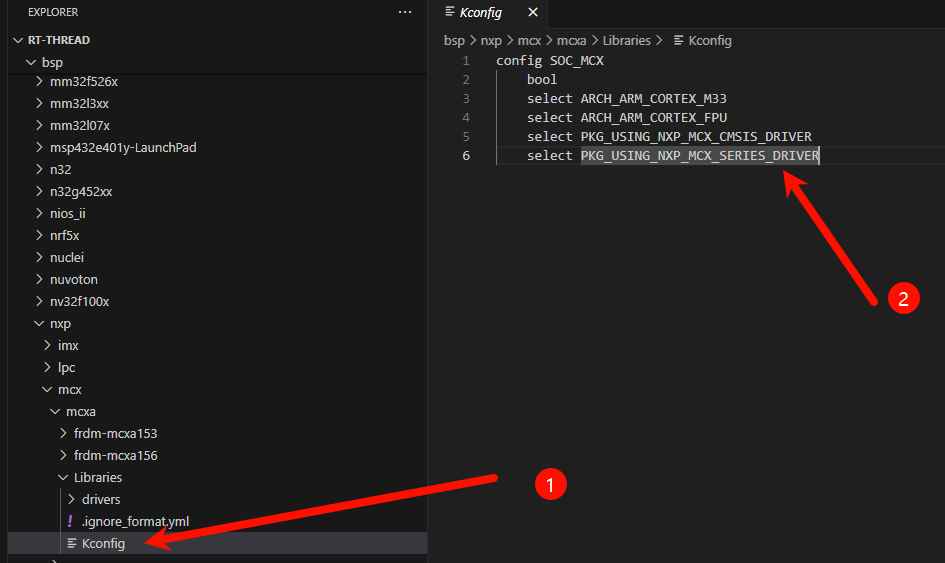 EXPLORER
···
RT-THREAD
bsp
mm32f526x
mm32l3xx
mm32l07x
msp432e401y-LaunchPad
n32
n32g452xx
nios_ii
nrf5x
nuclei
nuvoton
nv32f100x
nxp
imx
lpc
mcx
mcxa
frdm-mcxa153
frdm-mcxa156
Libraries
drivers
! .ignore_format.yml
Kconfig
1
Kconfig ×
bsp > nxp > mcx > mcxa > Libraries > Kconfig
1 config SOC_MCX
2 bool
3 select ARCH_ARM_CORTEX_M33
4 select ARCH_ARM_CORTEX_FPU
5 select PKG_USING_NXP_MCX_CMSIS_DRIVER
6 select PKG_USING_NXP_MCX_SERIES_DRIVER
2